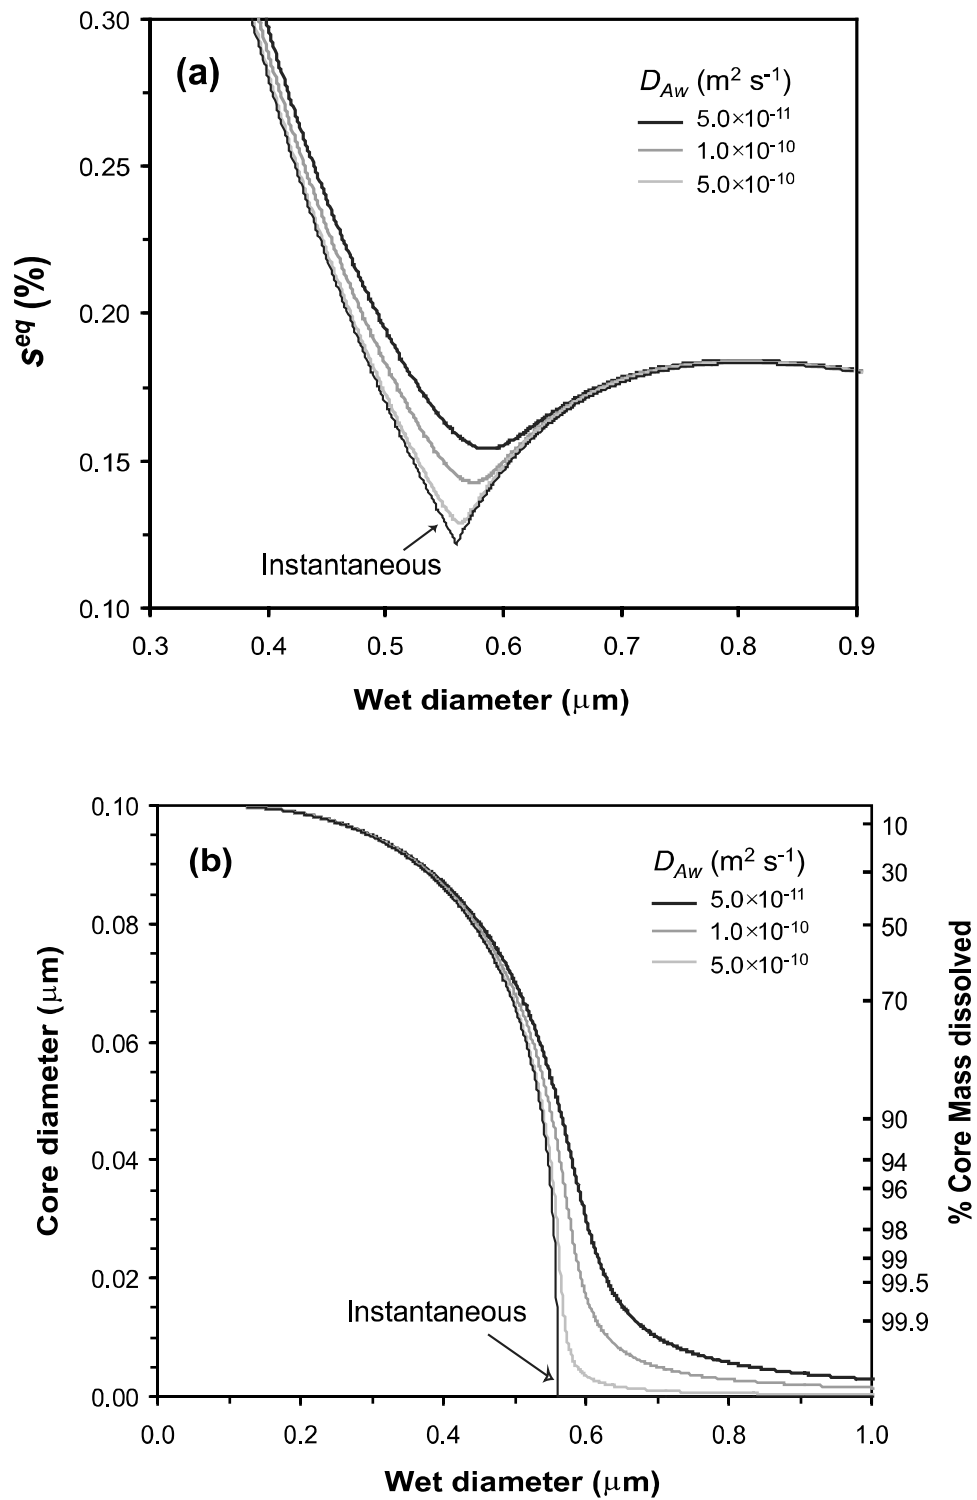 (a)
D_Aw (m² s⁻¹)
5.0×10⁻¹¹
1.0×10⁻¹⁰
5.0×10⁻¹⁰
s^eq (%)
0.30
0.25
0.20
0.15
0.10
Instantaneous
0.3 0.4 0.5 0.6 0.7 0.8 0.9
Wet diameter (μm)
(b)
D_Aw (m² s⁻¹)
5.0×10⁻¹¹
1.0×10⁻¹⁰
5.0×10⁻¹⁰
Core diameter (μm)
0.10
0.08
0.06
0.04
0.02
0.00
Instantaneous
% Core Mass dissolved
10
30
50
70
90
94
96
98
99
99.5
99.9
0.0 0.2 0.4 0.6 0.8 1.0
Wet diameter (μm)